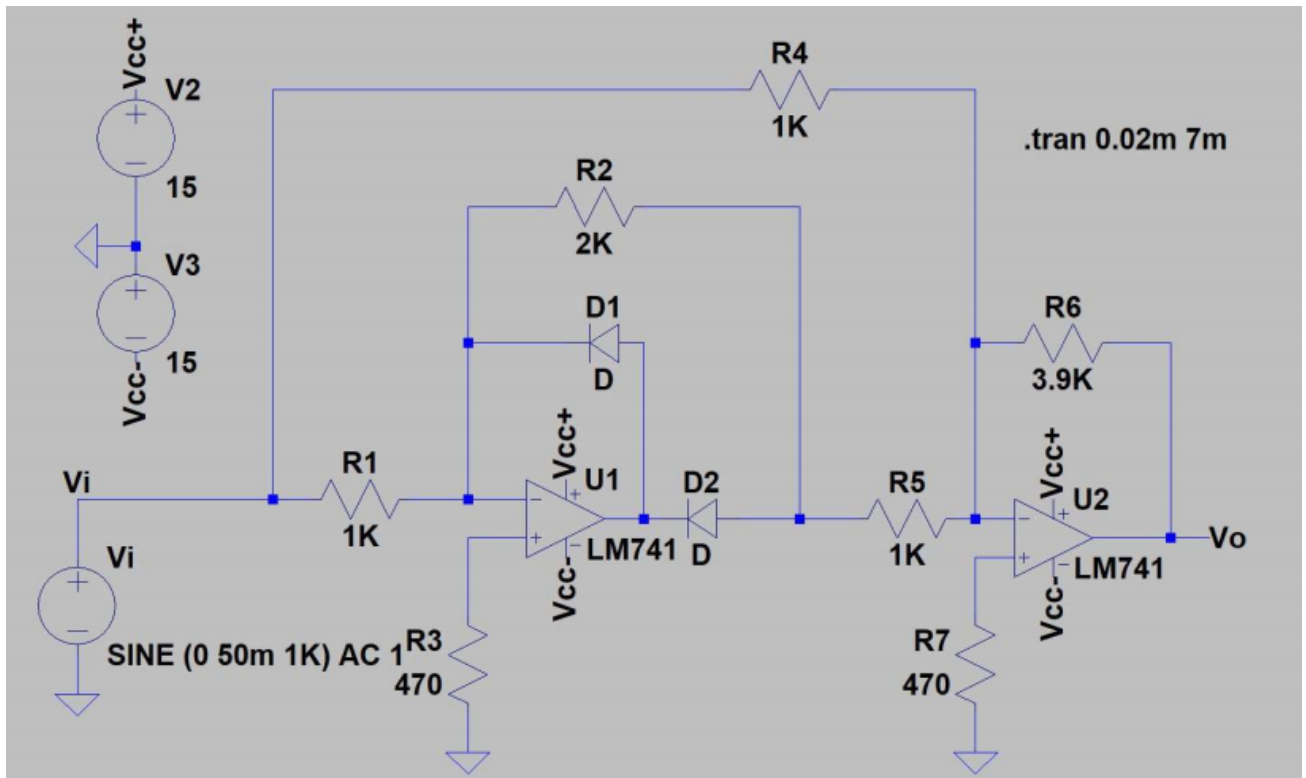 Vcc+
V2
15
V3
15
Vcc-
R4
1K
.tran 0.02m 7m
R2
2K
D1
D
R6
3.9K
Vi
R1
1K
Vcc+
U1
LM741
Vcc-
D2
D
R5
1K
Vcc+
U2
LM741
Vcc-
Vo
Vi
SINE (0 50m 1K) AC 1
R3
470
R7
470